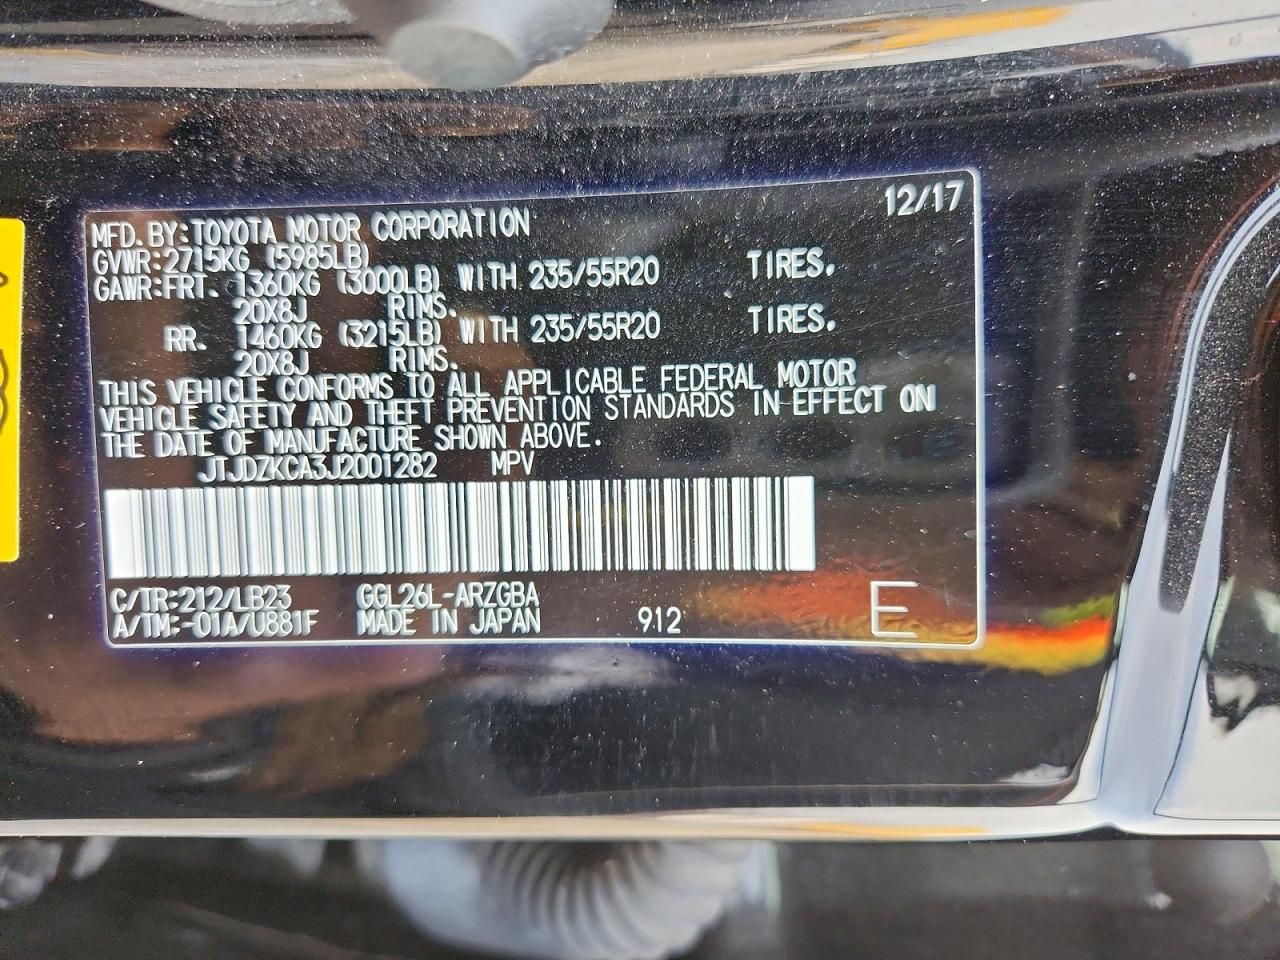 12/17
MFD. BY: TOYOTA MOTOR CORPORATION
GVWR: 2715KG (5985LB)
GAWR: FRT. 1360KG (3000LB) WITH 235/55R20 TIRES,
20X8J RIMS.
RR. 1460KG (3215LB) WITH 235/55R20 TIRES,
20X8J RIMS.
THIS VEHICLE CONFORMS TO ALL APPLICABLE FEDERAL MOTOR
VEHICLE SAFETY AND THEFT PREVENTION STANDARDS IN EFFECT ON
THE DATE OF MANUFACTURE SHOWN ABOVE.
JTJDZKCA3J2001282 MPV
C/TR: 212/LB23 GGL26L-ARZGBA
A/TM: -01A/U881F MADE IN JAPAN 912 E